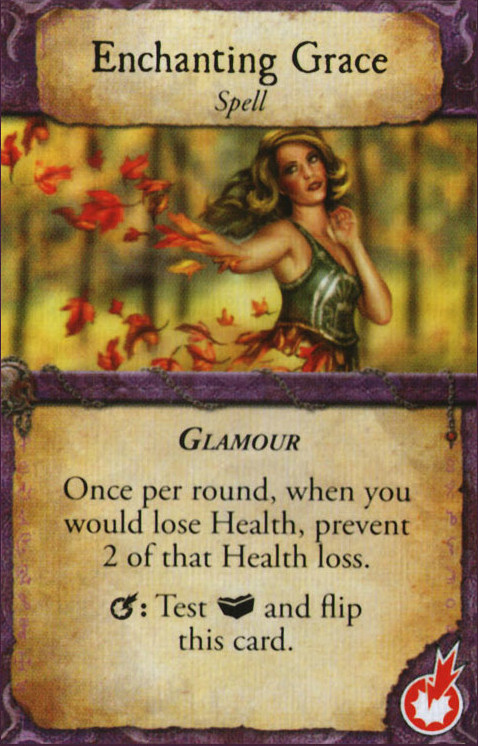 Enchanting Grace
Spell
GLAMOUR
Once per round, when you
would lose Health, prevent
2 of that Health loss.
: Test and flip
this card.